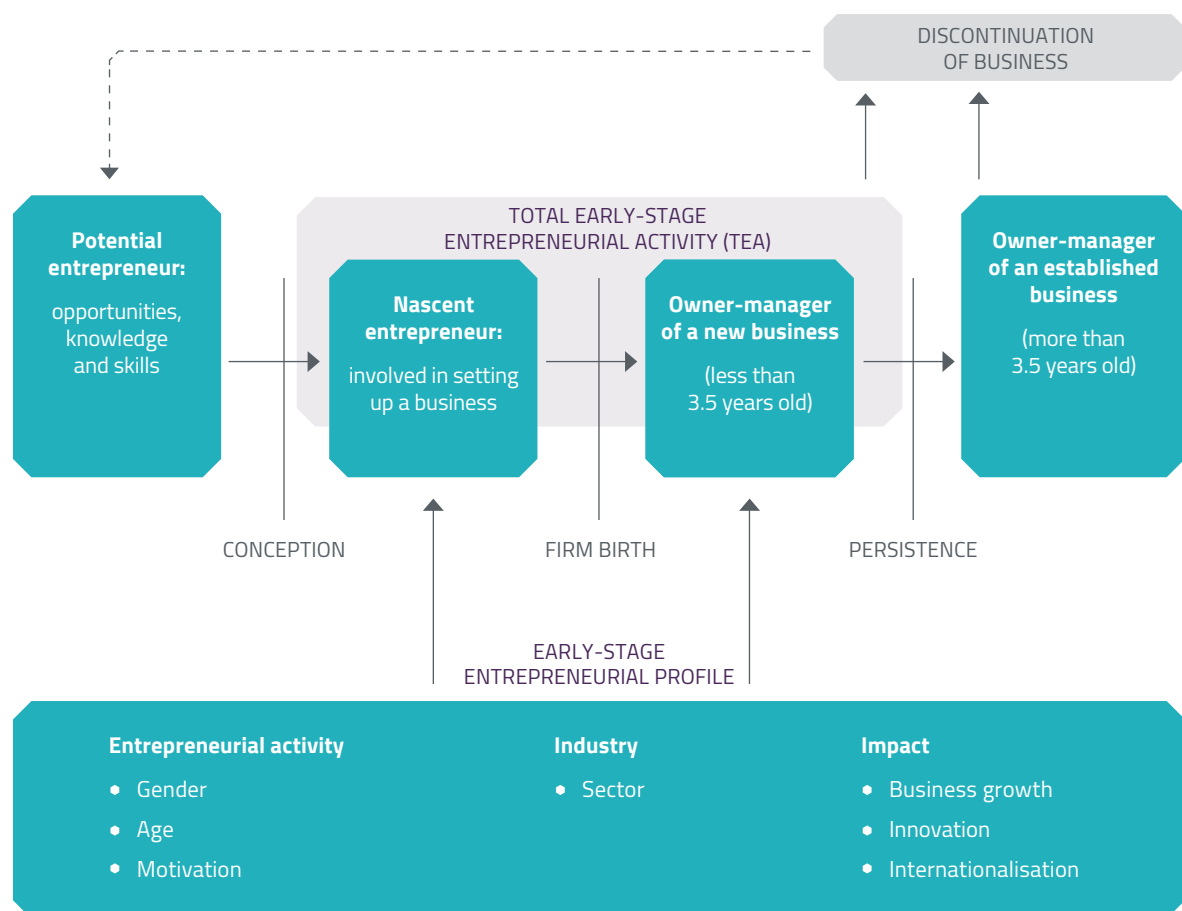 DISCONTINUATION
OF BUSINESS
TOTAL EARLY-STAGE
ENTREPRENEURIAL ACTIVITY (TEA)
Potential
entrepreneur:
opportunities,
knowledge
and skills
Nascent
entrepreneur:
involved in setting
up a business
Owner-manager
of a new business
(less than
3.5 years old)
Owner-manager
of an established
business
(more than
3.5 years old)
CONCEPTION
FIRM BIRTH
PERSISTENCE
EARLY-STAGE
ENTREPRENEURIAL PROFILE
Entrepreneurial activity
Gender
Age
Motivation
Industry
Sector
Impact
Business growth
Innovation
Internationalisation